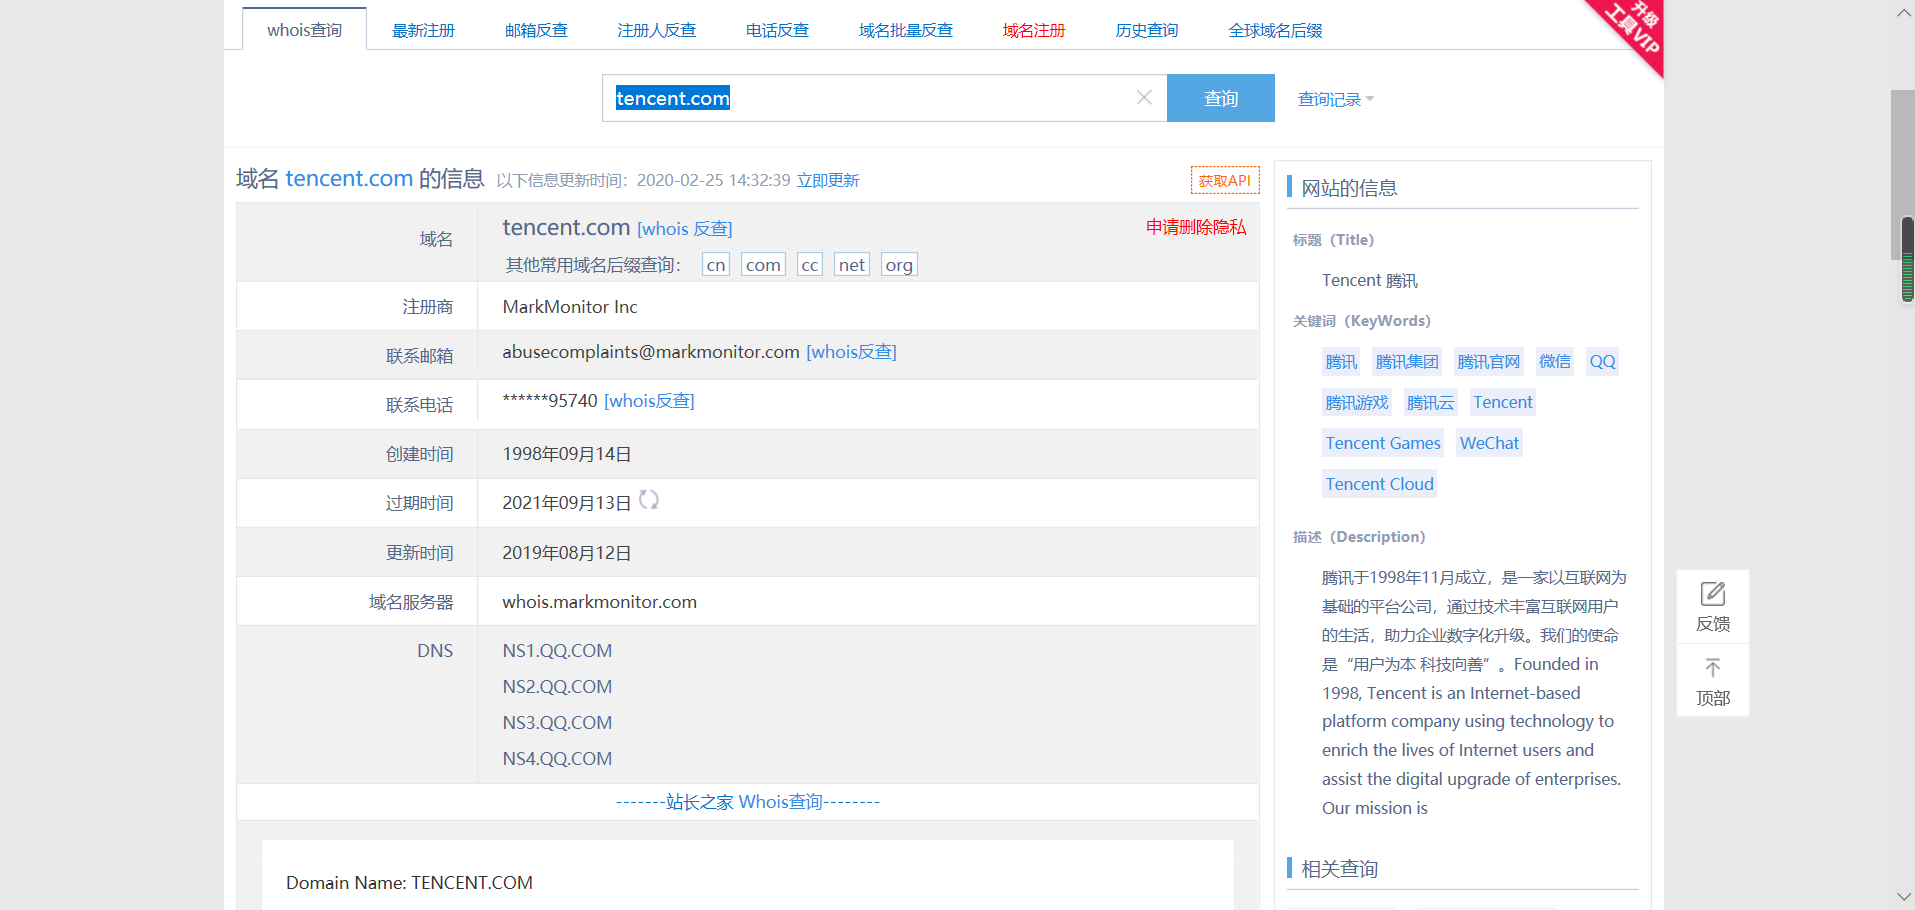 whois查询 最新注册 邮箱反查 注册人反查 电话反查 域名批量反查 域名注册 历史查询 全球域名后缀
升级
工具VIP
tencent.com 查询 查询记录
域名 tencent.com 的信息 以下信息更新时间：2020-02-25 14:32:39 立即更新 获取API
域名 tencent.com [whois 反查] 申请删除隐私
其他常用域名后缀查询： cn com cc net org
注册商 MarkMonitor Inc
联系邮箱 abusecomplaints@markmonitor.com [whois反查]
联系电话 ******95740 [whois反查]
创建时间 1998年09月14日
过期时间 2021年09月13日
更新时间 2019年08月12日
域名服务器 whois.markmonitor.com
DNS NS1.QQ.COM
NS2.QQ.COM
NS3.QQ.COM
NS4.QQ.COM
-------站长之家 Whois查询--------
Domain Name: TENCENT.COM
网站的信息
标题（Title）
Tencent 腾讯
关键词（KeyWords）
腾讯 腾讯集团 腾讯官网 微信 QQ
腾讯游戏 腾讯云 Tencent
Tencent Games WeChat
Tencent Cloud
描述（Description）
腾讯于1998年11月成立，是一家以互联网为
基础的平台公司，通过技术丰富互联网用户
的生活，助力企业数字化升级。我们的使命
是“用户为本 科技向善”。Founded in
1998, Tencent is an Internet-based
platform company using technology to
enrich the lives of Internet users and
assist the digital upgrade of enterprises.
Our mission is
相关查询
反馈
顶部